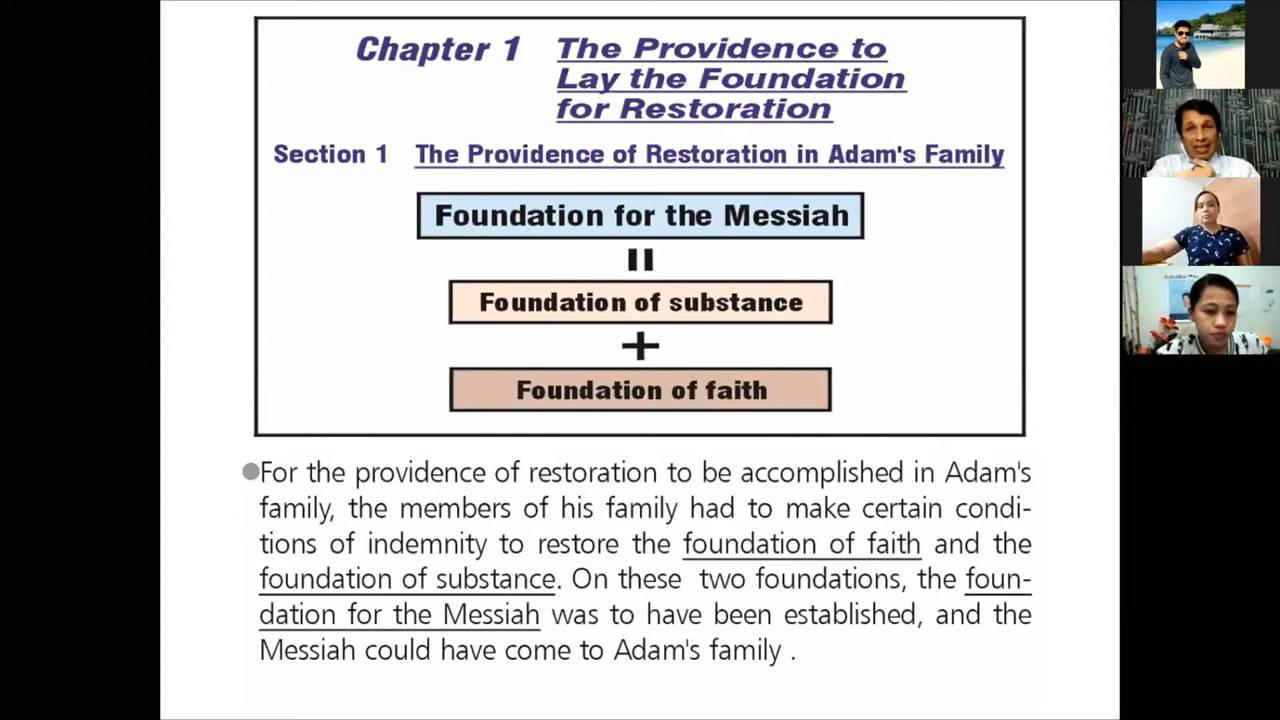 Chapter 1 The Providence to
Lay the Foundation
for Restoration
Section 1 The Providence of Restoration in Adam's Family
Foundation for the Messiah
=
Foundation of substance
+
Foundation of faith
●For the providence of restoration to be accomplished in Adam's
family, the members of his family had to make certain condi-
tions of indemnity to restore the foundation of faith and the
foundation of substance. On these two foundations, the foun-
dation for the Messiah was to have been established, and the
Messiah could have come to Adam's family .